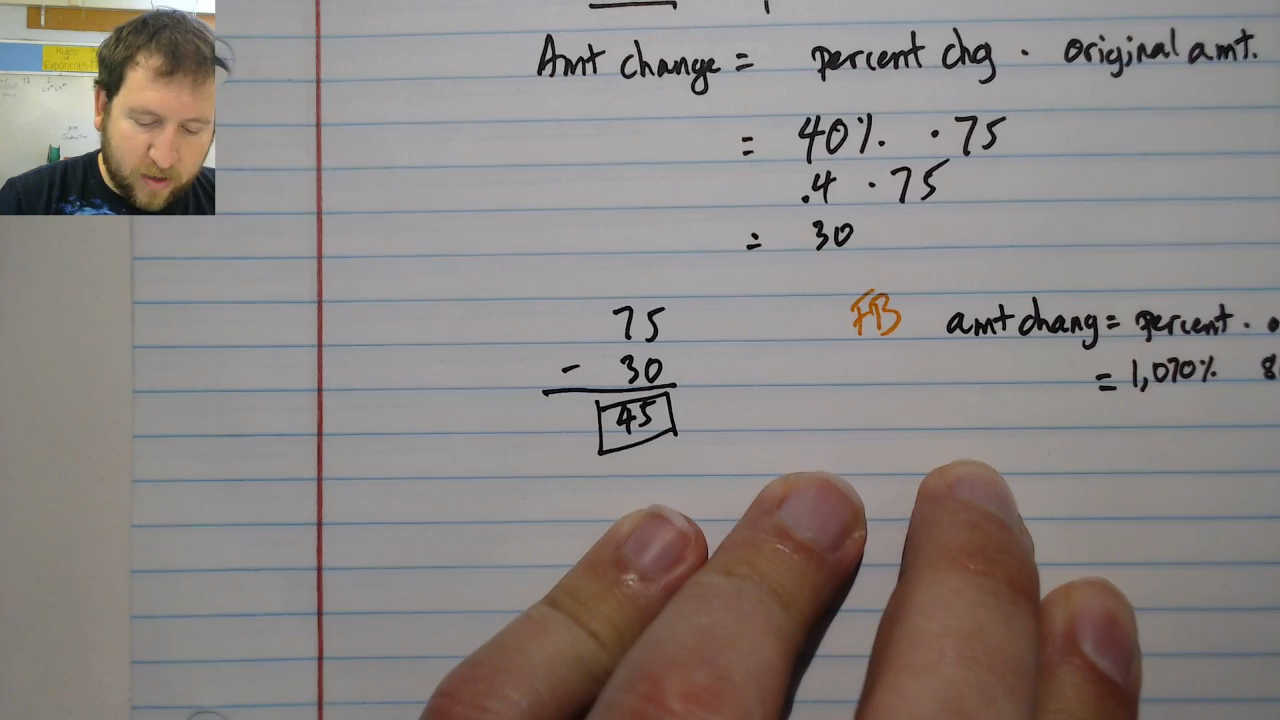 Exponents
Amt change = percent chg · original amt.
= 40% · 75
.4 · 75
= 30
75
- 30
45
FB amt chang = percent ·
= 1,070%